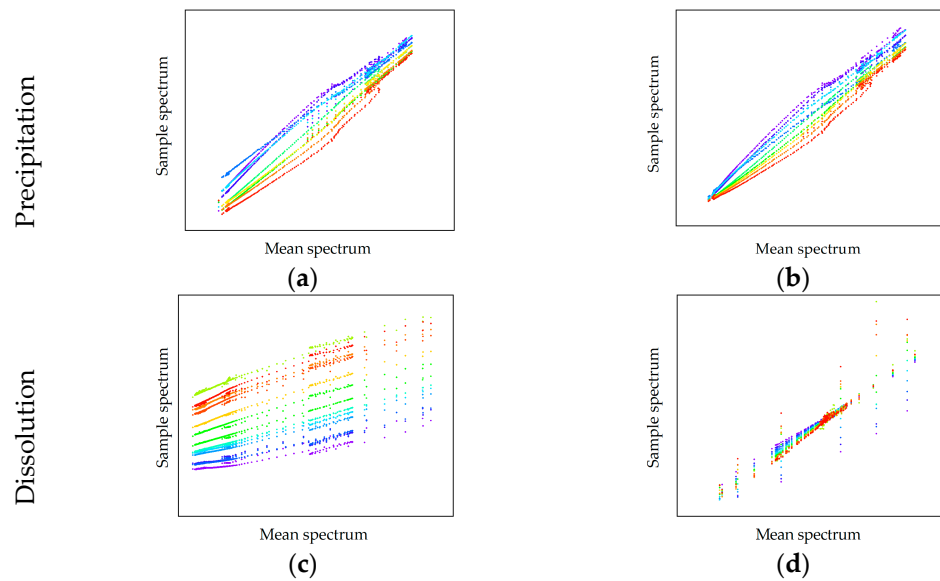 Precipitation
Sample spectrum
Mean spectrum
(a)
Sample spectrum
Mean spectrum
(b)
Dissolution
Sample spectrum
Mean spectrum
(c)
Sample spectrum
Mean spectrum
(d)